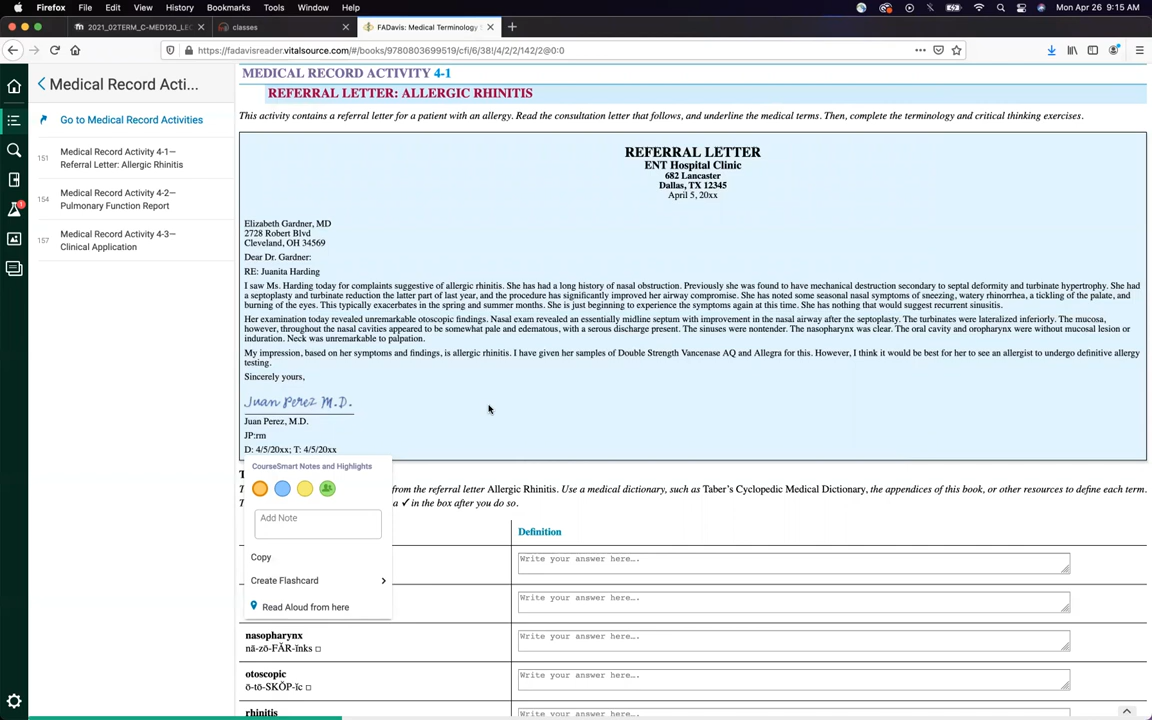 Firefox File Edit View History Bookmarks Tools Window Help Mon Apr 26 9:15 AM
2021_02TERM_C-MED120_LEC classes FADavis: Medical Terminology
https://fadavisreader.vitalsource.com/#/books/9780803699519/cfi/6/38!/4/2/2/142/2@0:0
Medical Record Acti...
Go to Medical Record Activities
151 Medical Record Activity 4-1—
Referral Letter: Allergic Rhinitis
154 Medical Record Activity 4-2—
Pulmonary Function Report
157 Medical Record Activity 4-3—
Clinical Application
MEDICAL RECORD ACTIVITY 4-1
REFERRAL LETTER: ALLERGIC RHINITIS
This activity contains a referral letter for a patient with an allergy. Read the consultation letter that follows, and underline the medical terms. Then, complete the terminology and critical thinking exercises.
REFERRAL LETTER
ENT Hospital Clinic
682 Lancaster
Dallas, TX 12345
April 5, 20xx
Elizabeth Gardner, MD
2728 Robert Blvd
Cleveland, OH 34569
Dear Dr. Gardner:
RE: Juanita Harding
I saw Ms. Harding today for complaints suggestive of allergic rhinitis. She has had a long history of nasal obstruction. Previously she was found to have mechanical destruction secondary to septal deformity and turbinate hypertrophy. She had
a septoplasty and turbinate reduction the latter part of last year, and the procedure has significantly improved her airway compromise. She has noted some seasonal nasal symptoms of sneezing, watery rhinorrhea, a tickling of the palate, and
burning of the eyes. This typically exacerbates in the spring and summer months. She is just beginning to experience the symptoms again at this time. She has nothing that would suggest recurrent sinusitis.
Her examination today revealed unremarkable otoscopic findings. Nasal exam revealed an essentially midline septum with improvement in the nasal airway after the septoplasty. The turbinates were lateralized inferiorly. The mucosa,
however, throughout the nasal cavities appeared to be somewhat pale and edematous, with a serous discharge present. The sinuses were nontender. The nasopharynx was clear. The oral cavity and oropharynx were without mucosal lesion or
induration. Neck was unremarkable to palpation.
My impression, based on her symptoms and findings, is allergic rhinitis. I have given her samples of Double Strength Vancenase AQ and Allegra for this. However, I think it would be best for her to see an allergist to undergo definitive allergy
testing.
Sincerely yours,
Juan Perez M.D.
Juan Perez, M.D.
JP:rm
D: 4/5/20xx; T: 4/5/20xx
CourseSmart Notes and Highlights
Add Note
Copy
Create Flashcard
Read Aloud from here
from the referral letter Allergic Rhinitis. Use a medical dictionary, such as Taber's Cyclopedic Medical Dictionary, the appendices of this book, or other resources to define each term.
a ✓ in the box after you do so.
Definition
Write your answer here...
Write your answer here...
nasopharynx
nā-zō-FĂR-ĭnks □
Write your answer here...
otoscopic
ō-tō-SKŎP-ĭc □
Write your answer here...
rhinitis
Write your answer here...